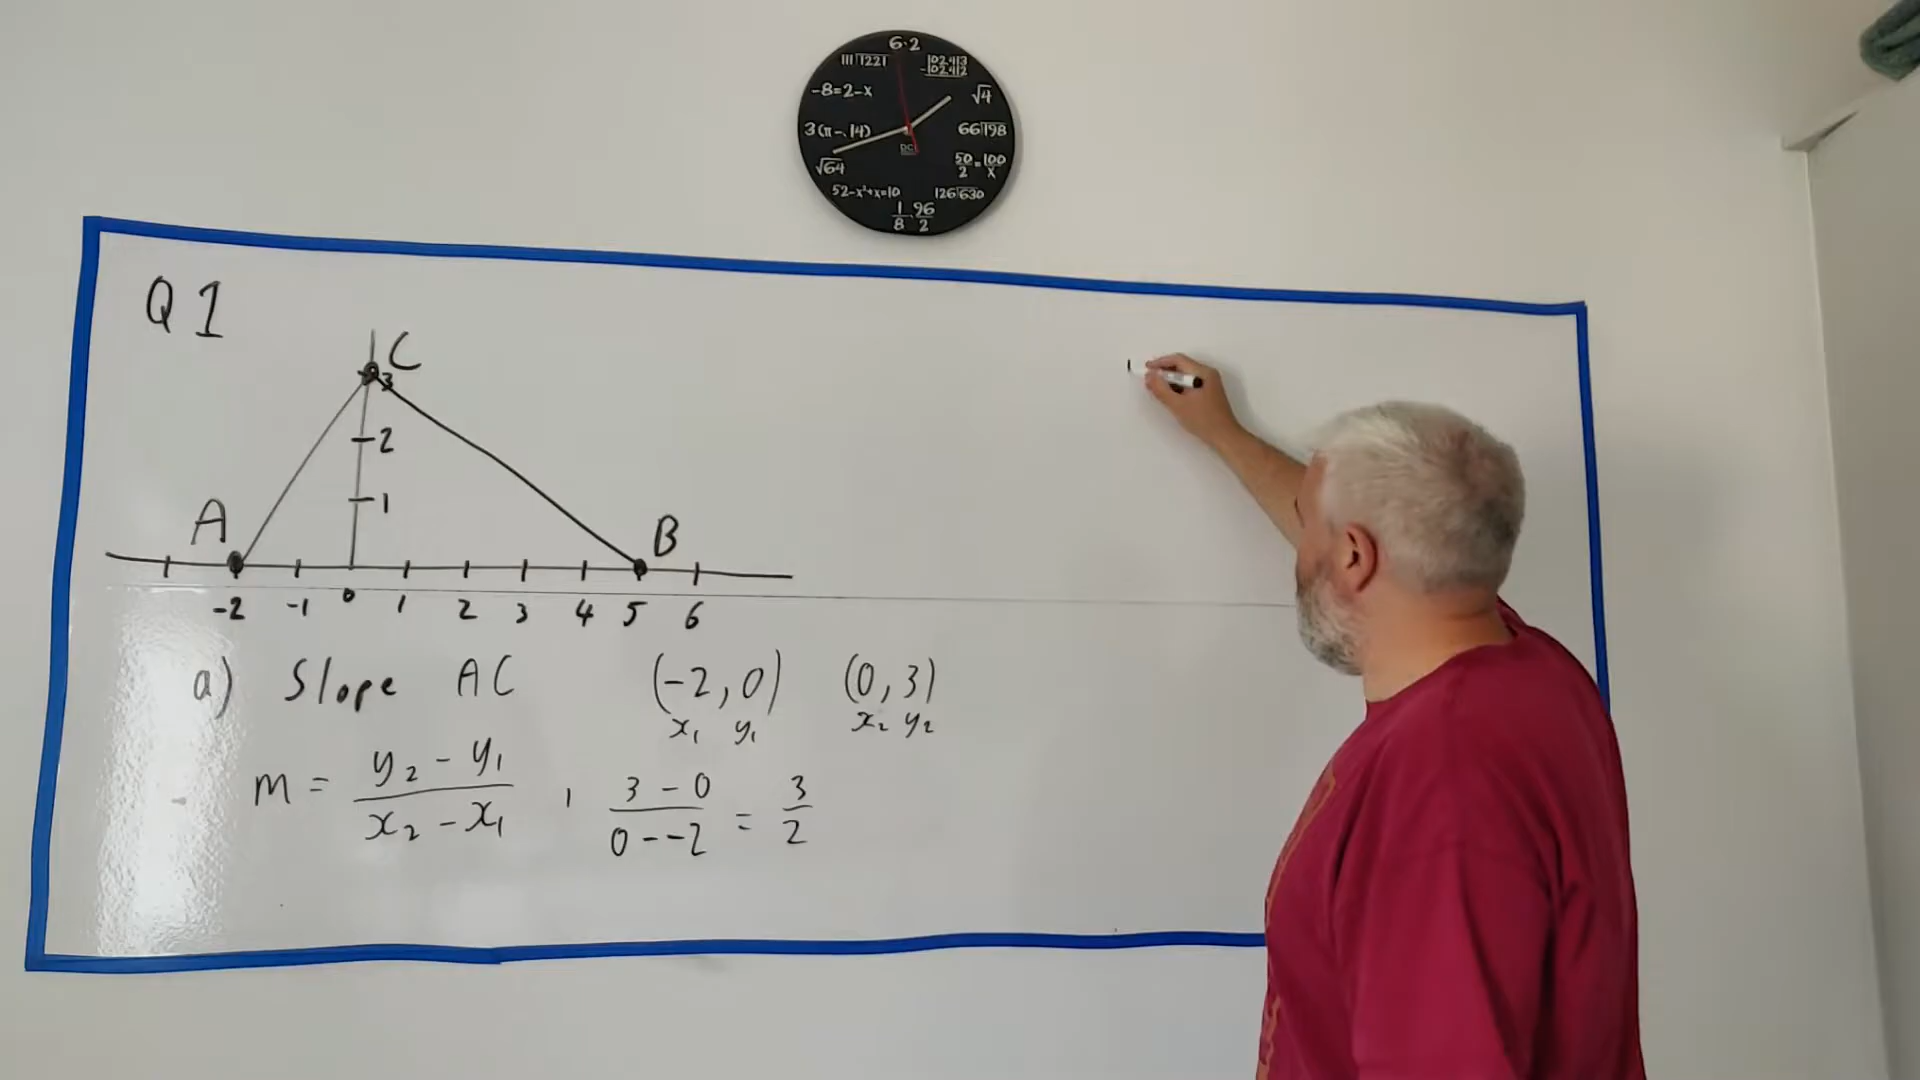 6·2
111⟌1221
102413
-102412
-8=2-x
√4
3(π-.14)
66⟌198
√64
50/2=100/x
52-x²+x=10
126⟌630
1/8·96/2
Q1
C
3
2
1
A
B
-2 -1 0 1 2 3 4 5 6
a) Slope AC (-2,0) (0,3)
x₁ y₁ x₂ y₂
m = y₂ - y₁ / x₂ - x₁ , 3 - 0 / 0 - -2 = 3/2